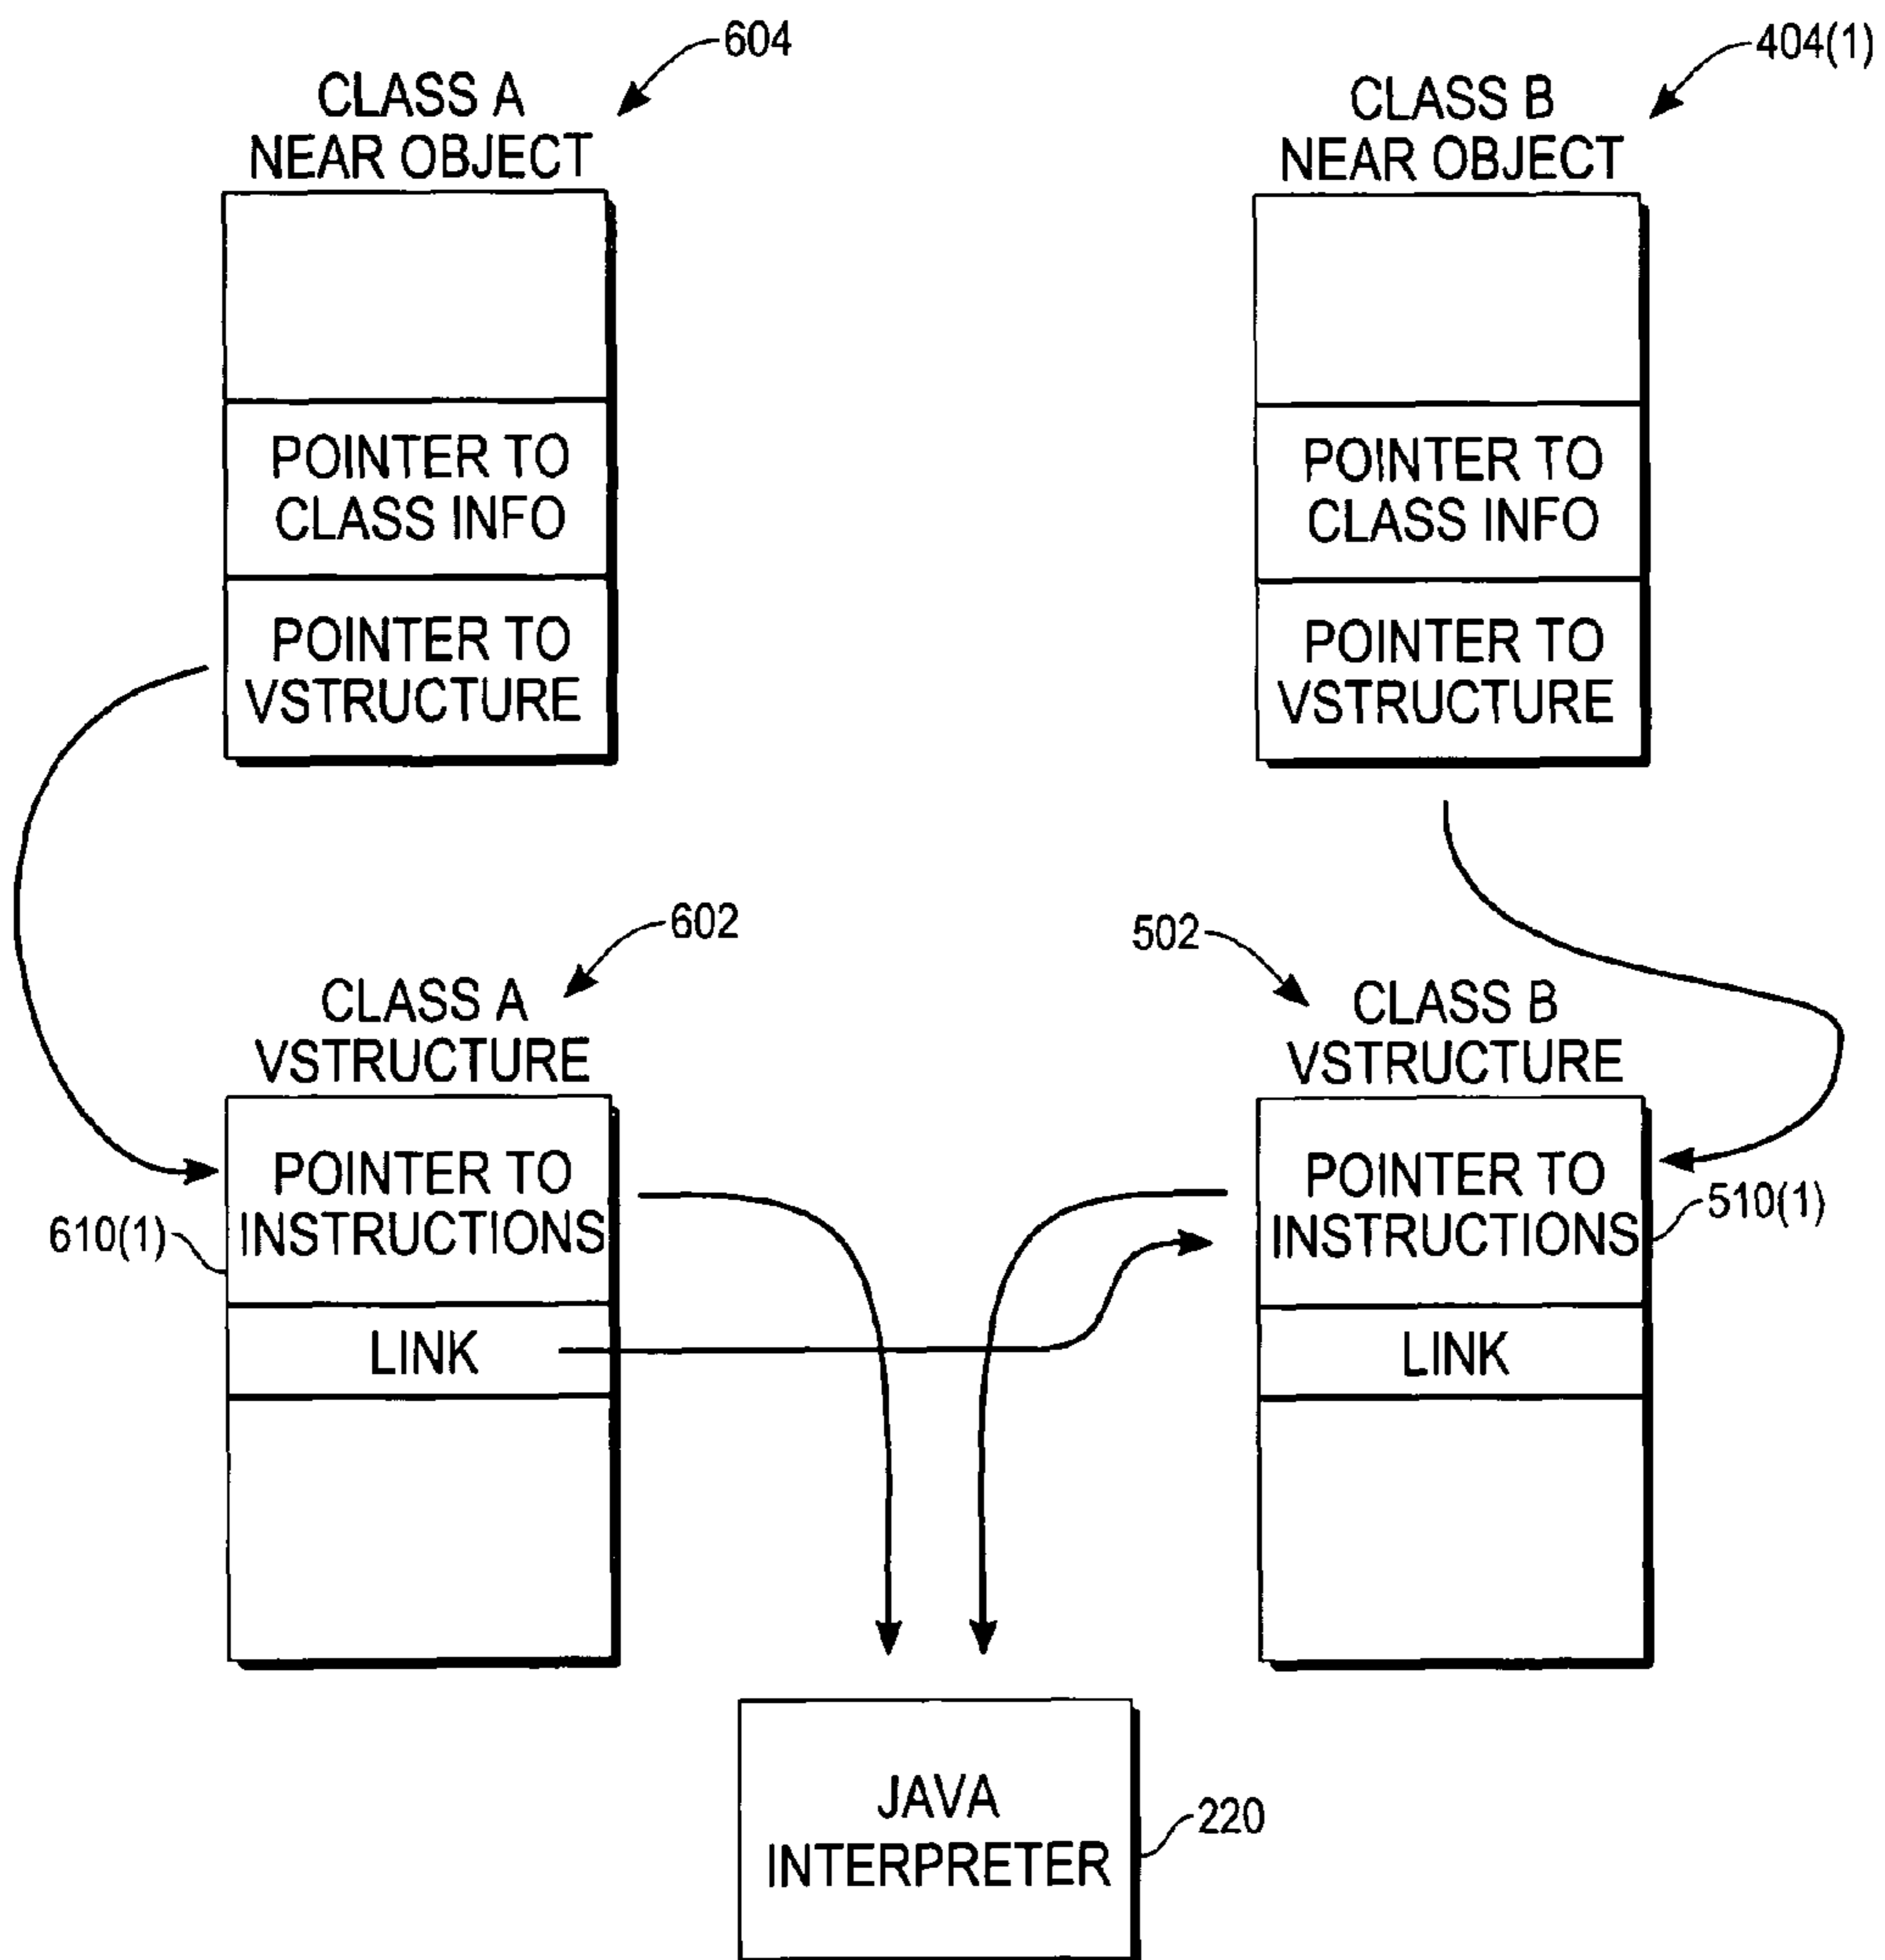 604
CLASS A
NEAR OBJECT
POINTER TO
CLASS INFO
POINTER TO
VSTRUCTURE
404(1)
CLASS B
NEAR OBJECT
POINTER TO
CLASS INFO
POINTER TO
VSTRUCTURE
602
CLASS A
VSTRUCTURE
POINTER TO
INSTRUCTIONS
610(1)
LINK
502
CLASS B
VSTRUCTURE
POINTER TO
INSTRUCTIONS
510(1)
LINK
JAVA
INTERPRETER
220